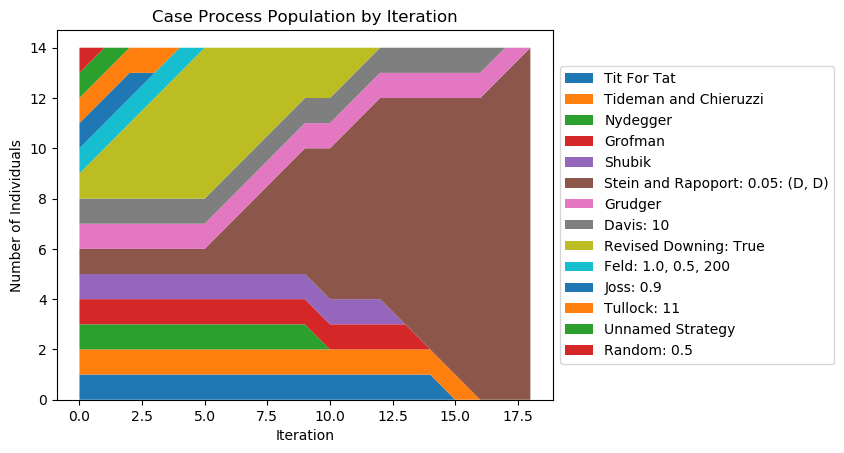 Case Process Population by Iteration
Number of Individuals
14
12
10
8
6
4
2
0
0.0
2.5
5.0
7.5
10.0
12.5
15.0
17.5
Iteration
Tit For Tat
Tideman and Chieruzzi
Nydegger
Grofman
Shubik
Stein and Rapoport: 0.05: (D, D)
Grudger
Davis: 10
Revised Downing: True
Feld: 1.0, 0.5, 200
Joss: 0.9
Tullock: 11
Unnamed Strategy
Random: 0.5